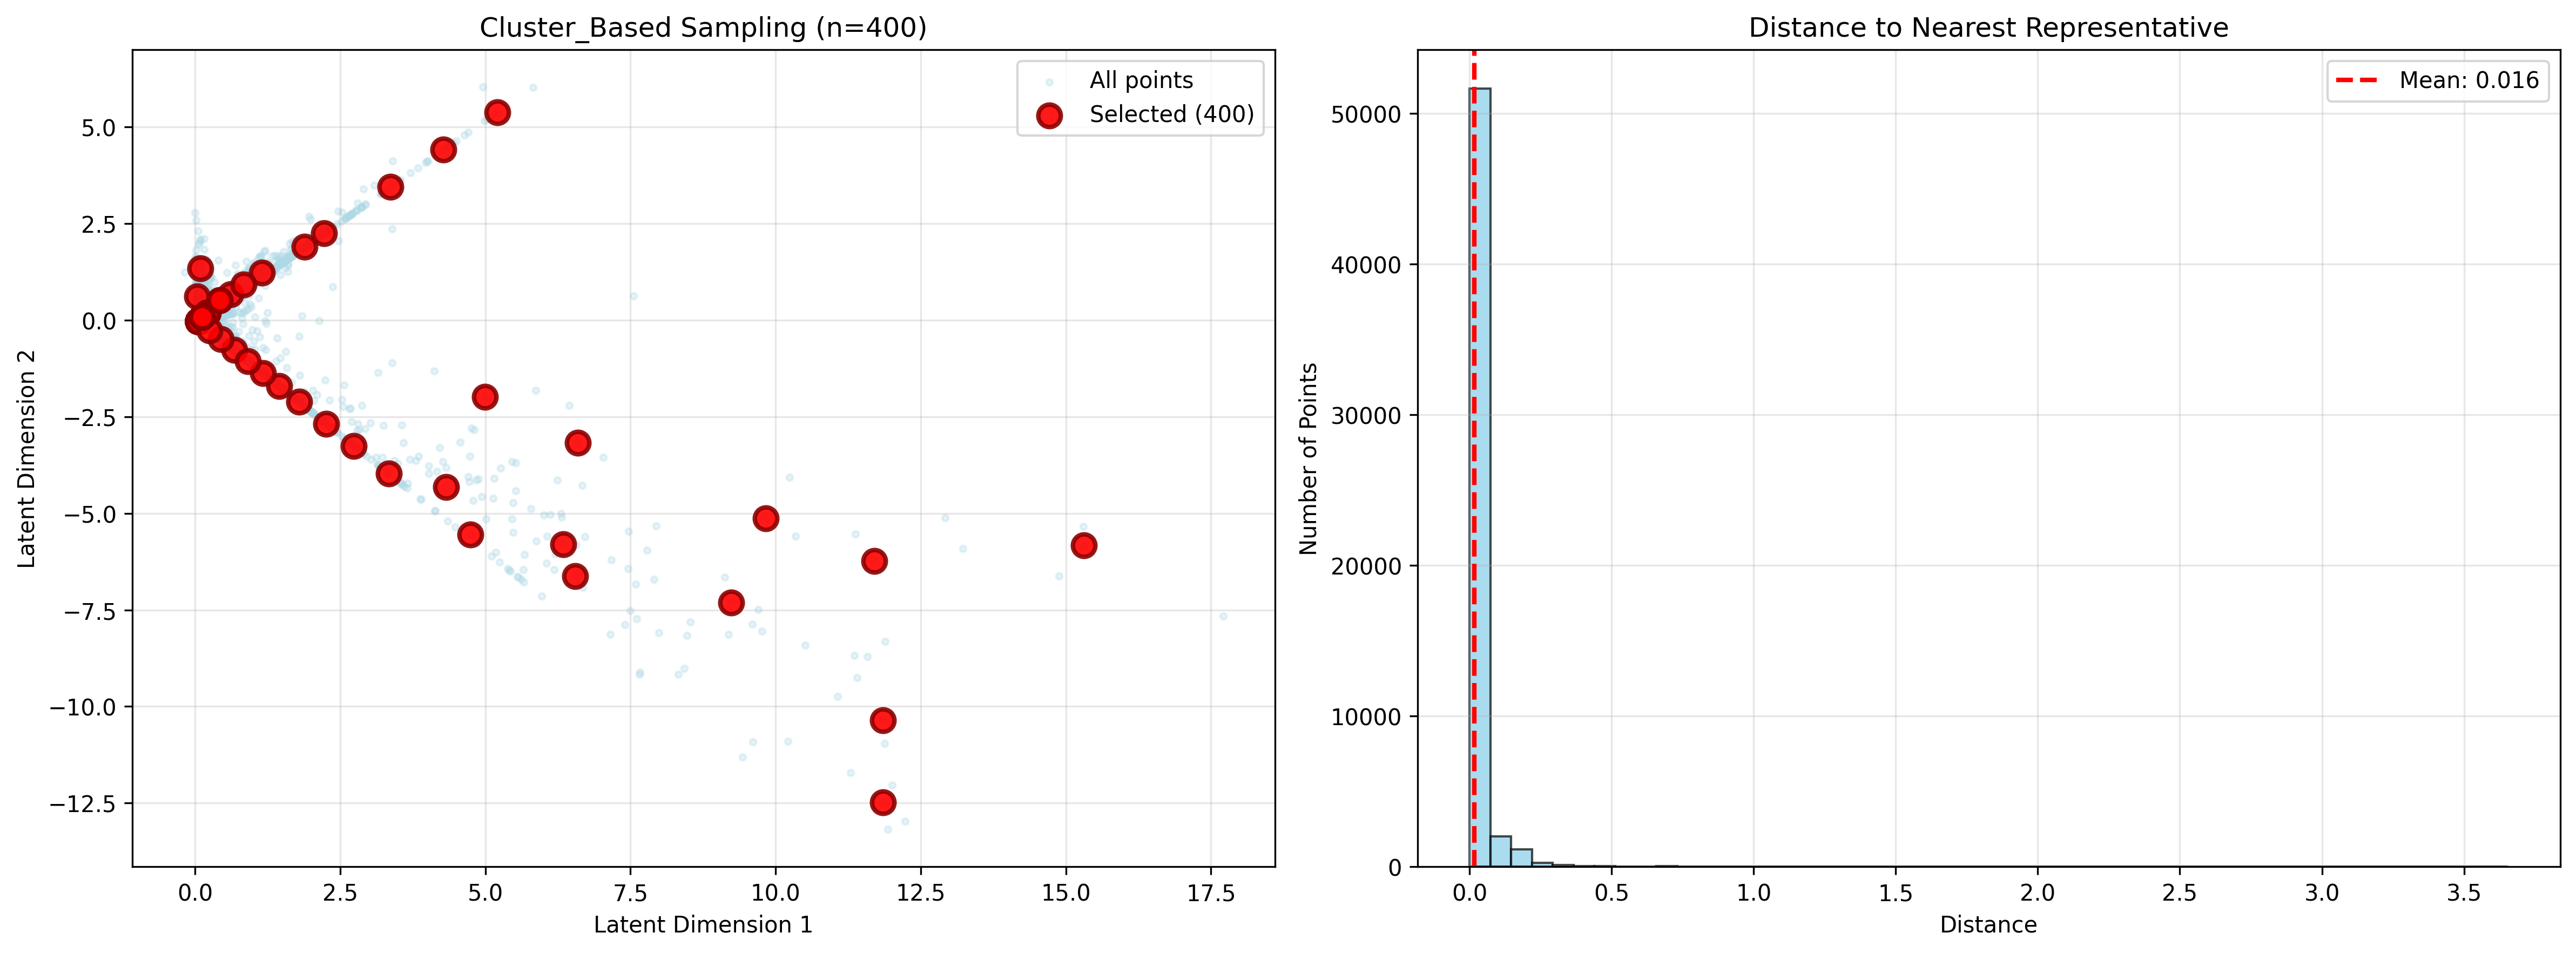 Cluster_Based Sampling (n=400)
All points
Selected (400)
5.0
2.5
0.0
−2.5
−5.0
−7.5
−10.0
−12.5
Latent Dimension 2
0.0 2.5 5.0 7.5 10.0 12.5 15.0 17.5
Latent Dimension 1
Distance to Nearest Representative
Mean: 0.016
50000
40000
30000
20000
10000
0
Number of Points
0.0 0.5 1.0 1.5 2.0 2.5 3.0 3.5
Distance